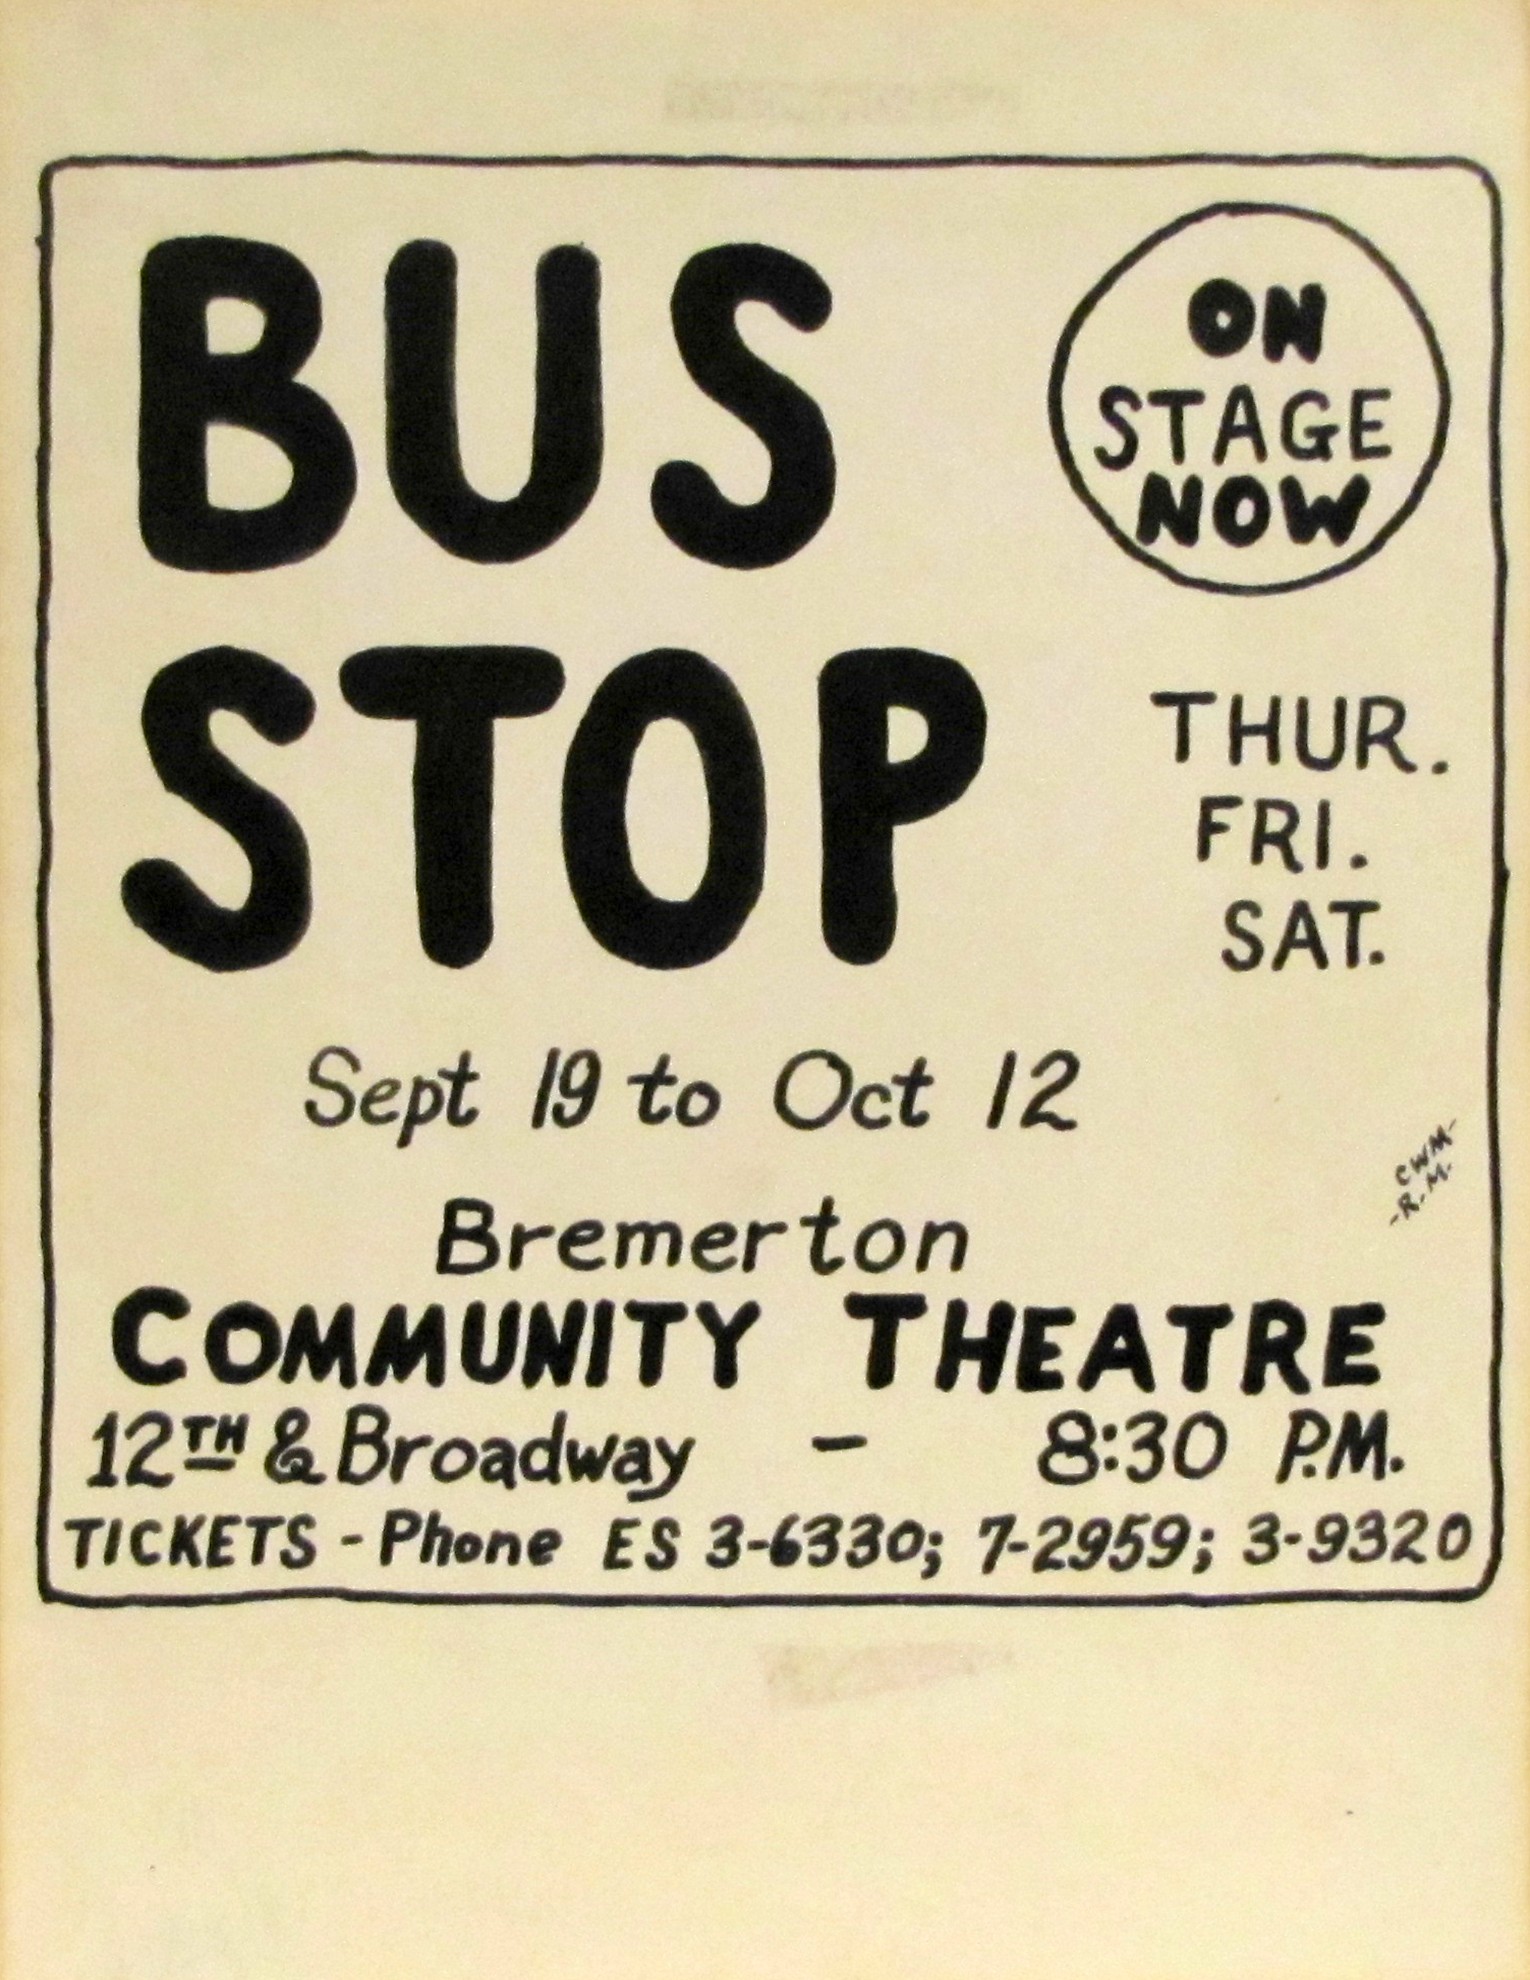 BUS
STOP
ON
STAGE
NOW
THUR.
FRI.
SAT.
Sept 19 to Oct 12
CWM-
-R.M.
Bremerton
COMMUNITY THEATRE
12TH & Broadway - 8:30 P.M.
TICKETS - Phone ES 3-6330; 7-2959; 3-9320